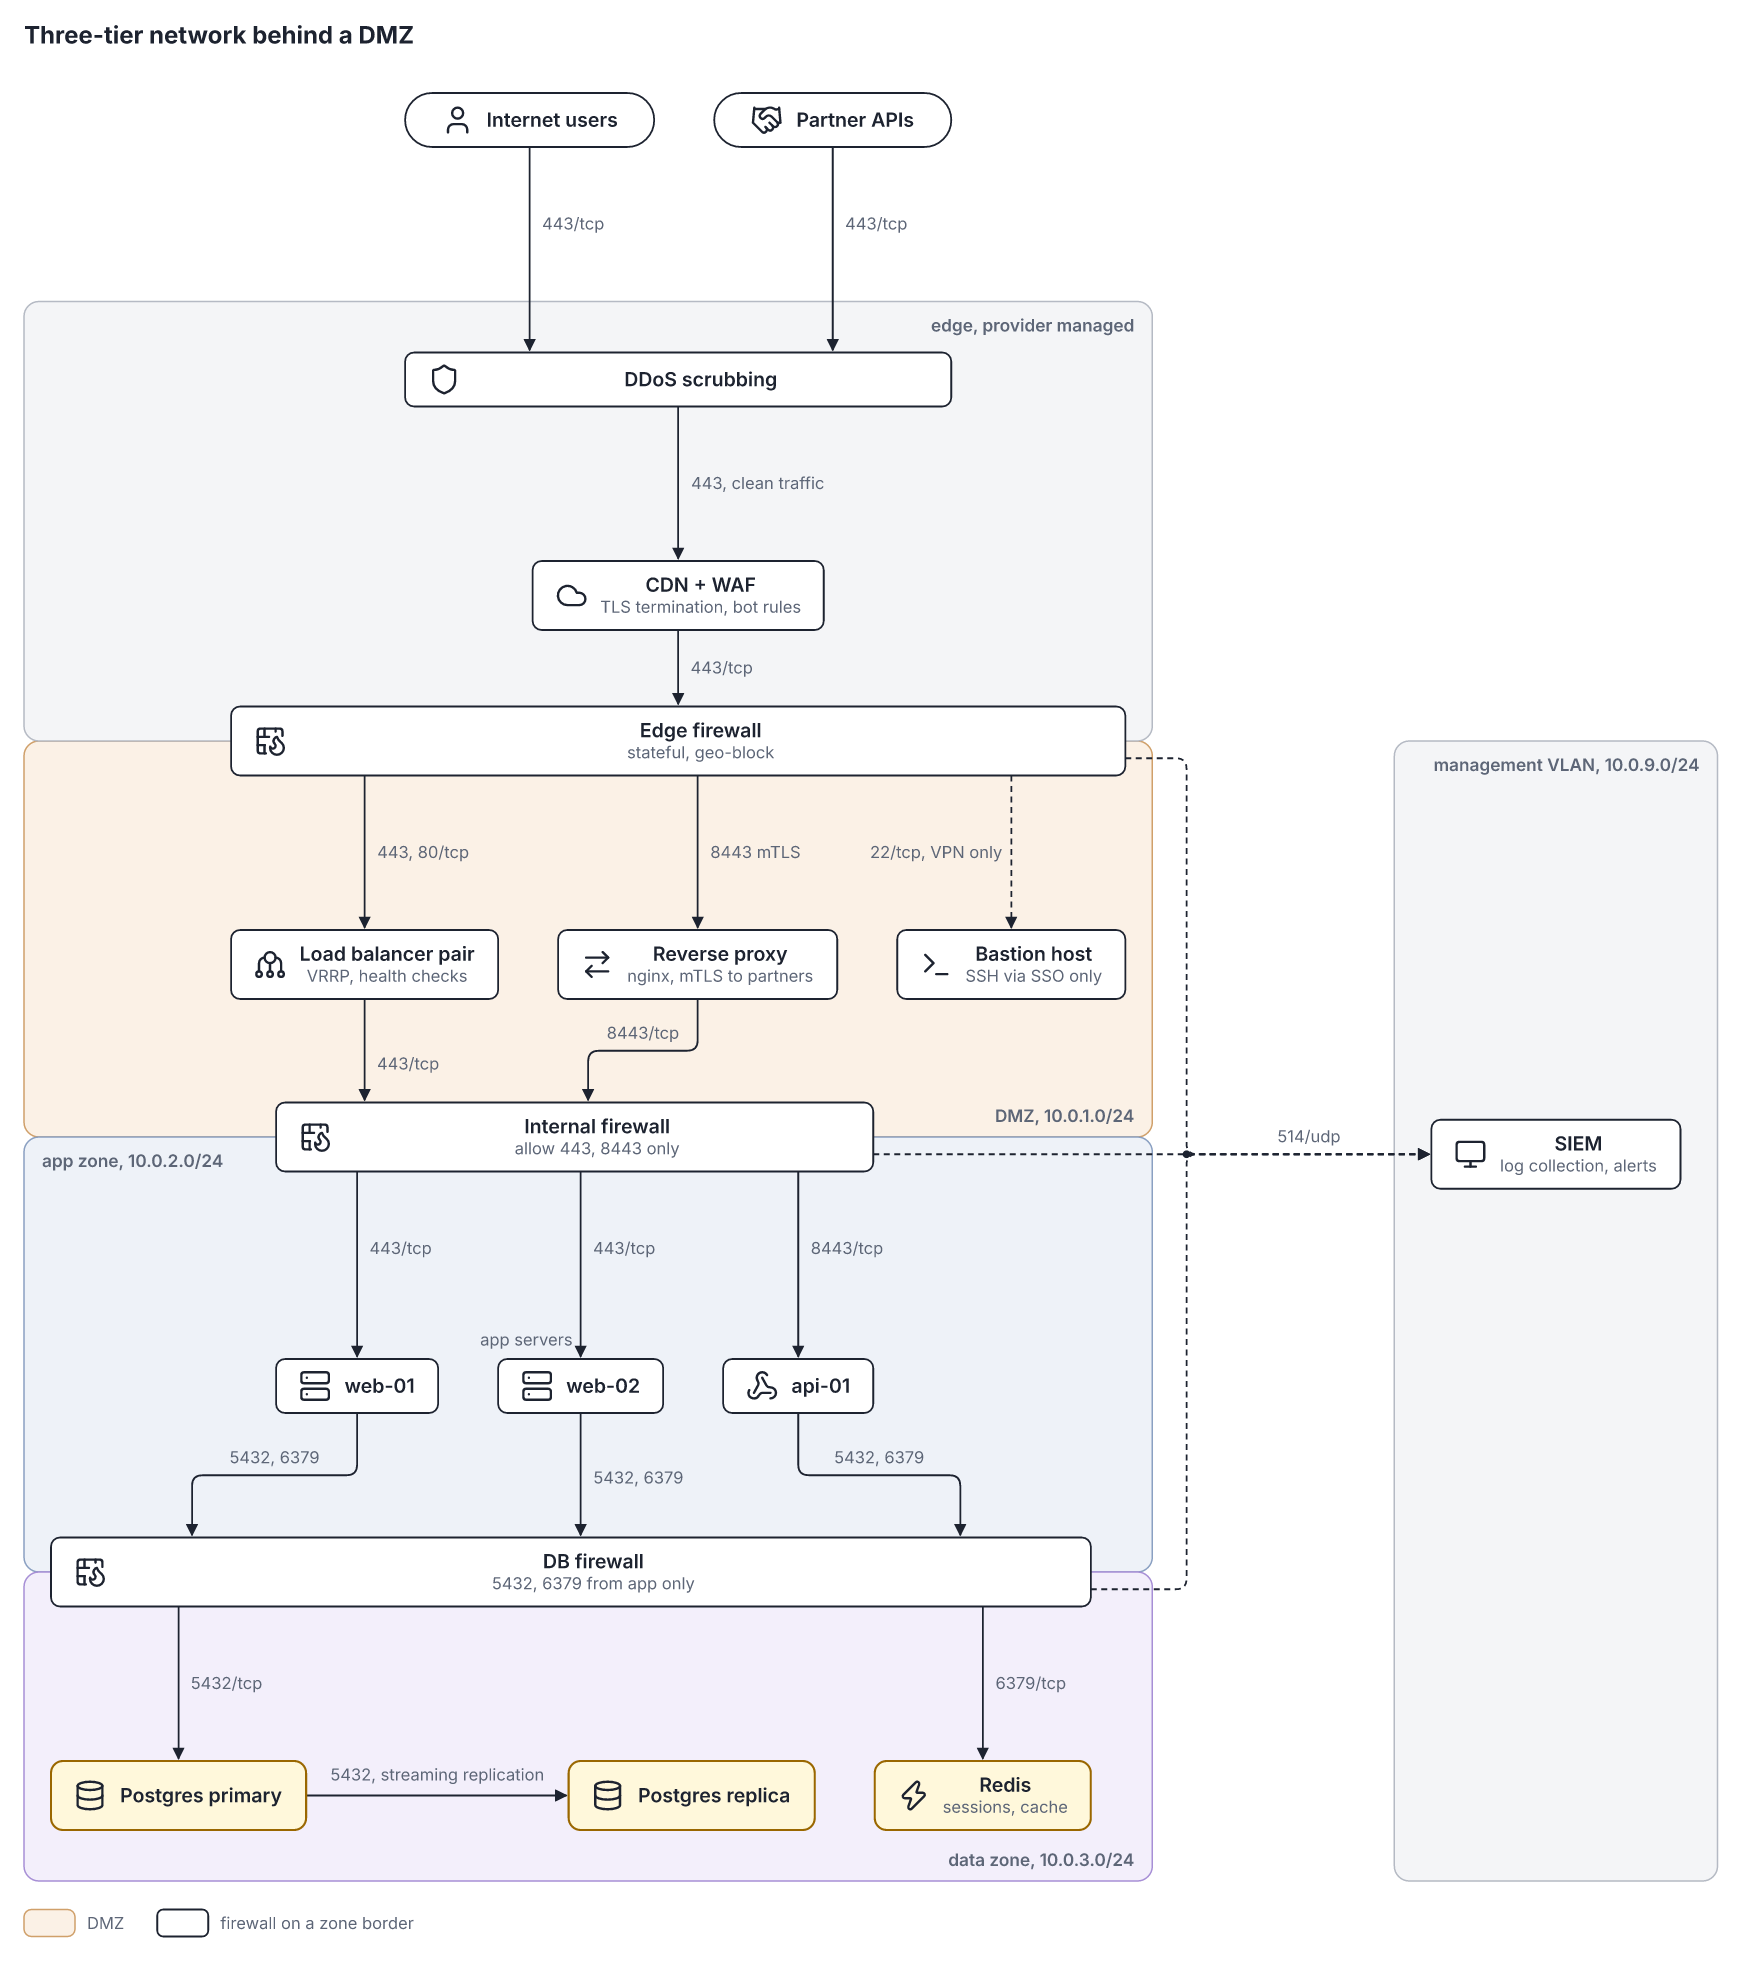 Three-tier network behind a DMZ
Internet users
Partner APIs
443/tcp
443/tcp
edge, provider managed
DDoS scrubbing
443, clean traffic
CDN + WAF
TLS termination, bot rules
443/tcp
Edge firewall
stateful, geo-block
management VLAN, 10.0.9.0/24
443, 80/tcp
8443 mTLS
22/tcp, VPN only
Load balancer pair
VRRP, health checks
Reverse proxy
nginx, mTLS to partners
Bastion host
SSH via SSO only
8443/tcp
443/tcp
DMZ, 10.0.1.0/24
Internal firewall
allow 443, 8443 only
app zone, 10.0.2.0/24
514/udp
SIEM
log collection, alerts
443/tcp
443/tcp
8443/tcp
app servers
web-01
web-02
api-01
5432, 6379
5432, 6379
5432, 6379
DB firewall
5432, 6379 from app only
5432/tcp
6379/tcp
Postgres primary
5432, streaming replication
Postgres replica
Redis
sessions, cache
data zone, 10.0.3.0/24
DMZ
firewall on a zone border